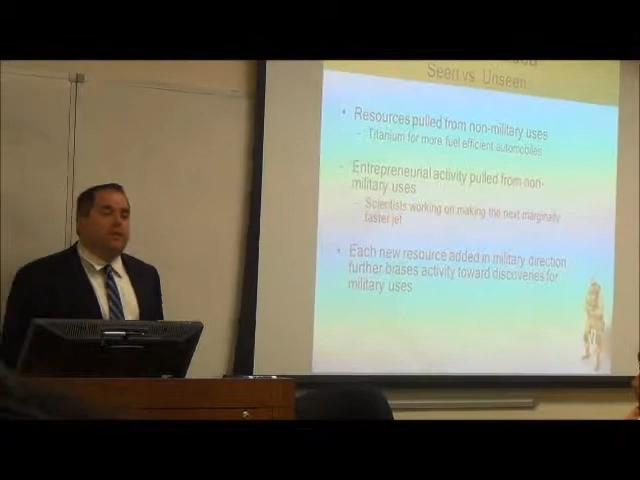 Seen vs. Unseen
• Resources pulled from non-military uses
- Titanium for more fuel efficient automobiles
- Entrepreneurial activity pulled from non-
military uses
- Scientists working on making the next marginally
faster jet
• Each new resource added in military direction
further biases activity toward discoveries for
military uses